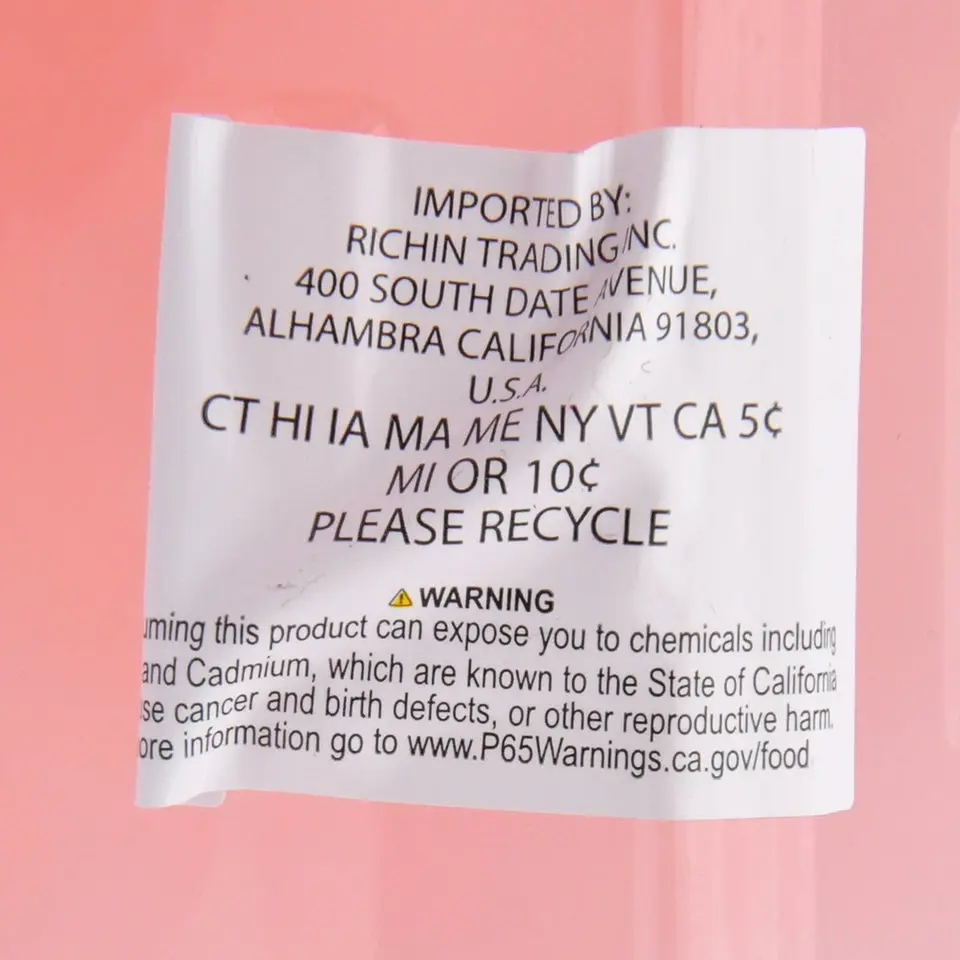 IMPORTED BY:
RICHIN TRADING INC.
400 SOUTH DATE AVENUE,
ALHAMBRA CALIFORNIA 91803,
U.S.A.
CT HI IA MA ME NY VT CA 5¢
MI OR 10¢
PLEASE RECYCLE
WARNING
uming this product can expose you to chemicals including
and Cadmium, which are known to the State of California
se cancer and birth defects, or other reproductive harm.
ore information go to www.P65Warnings.ca.gov/food